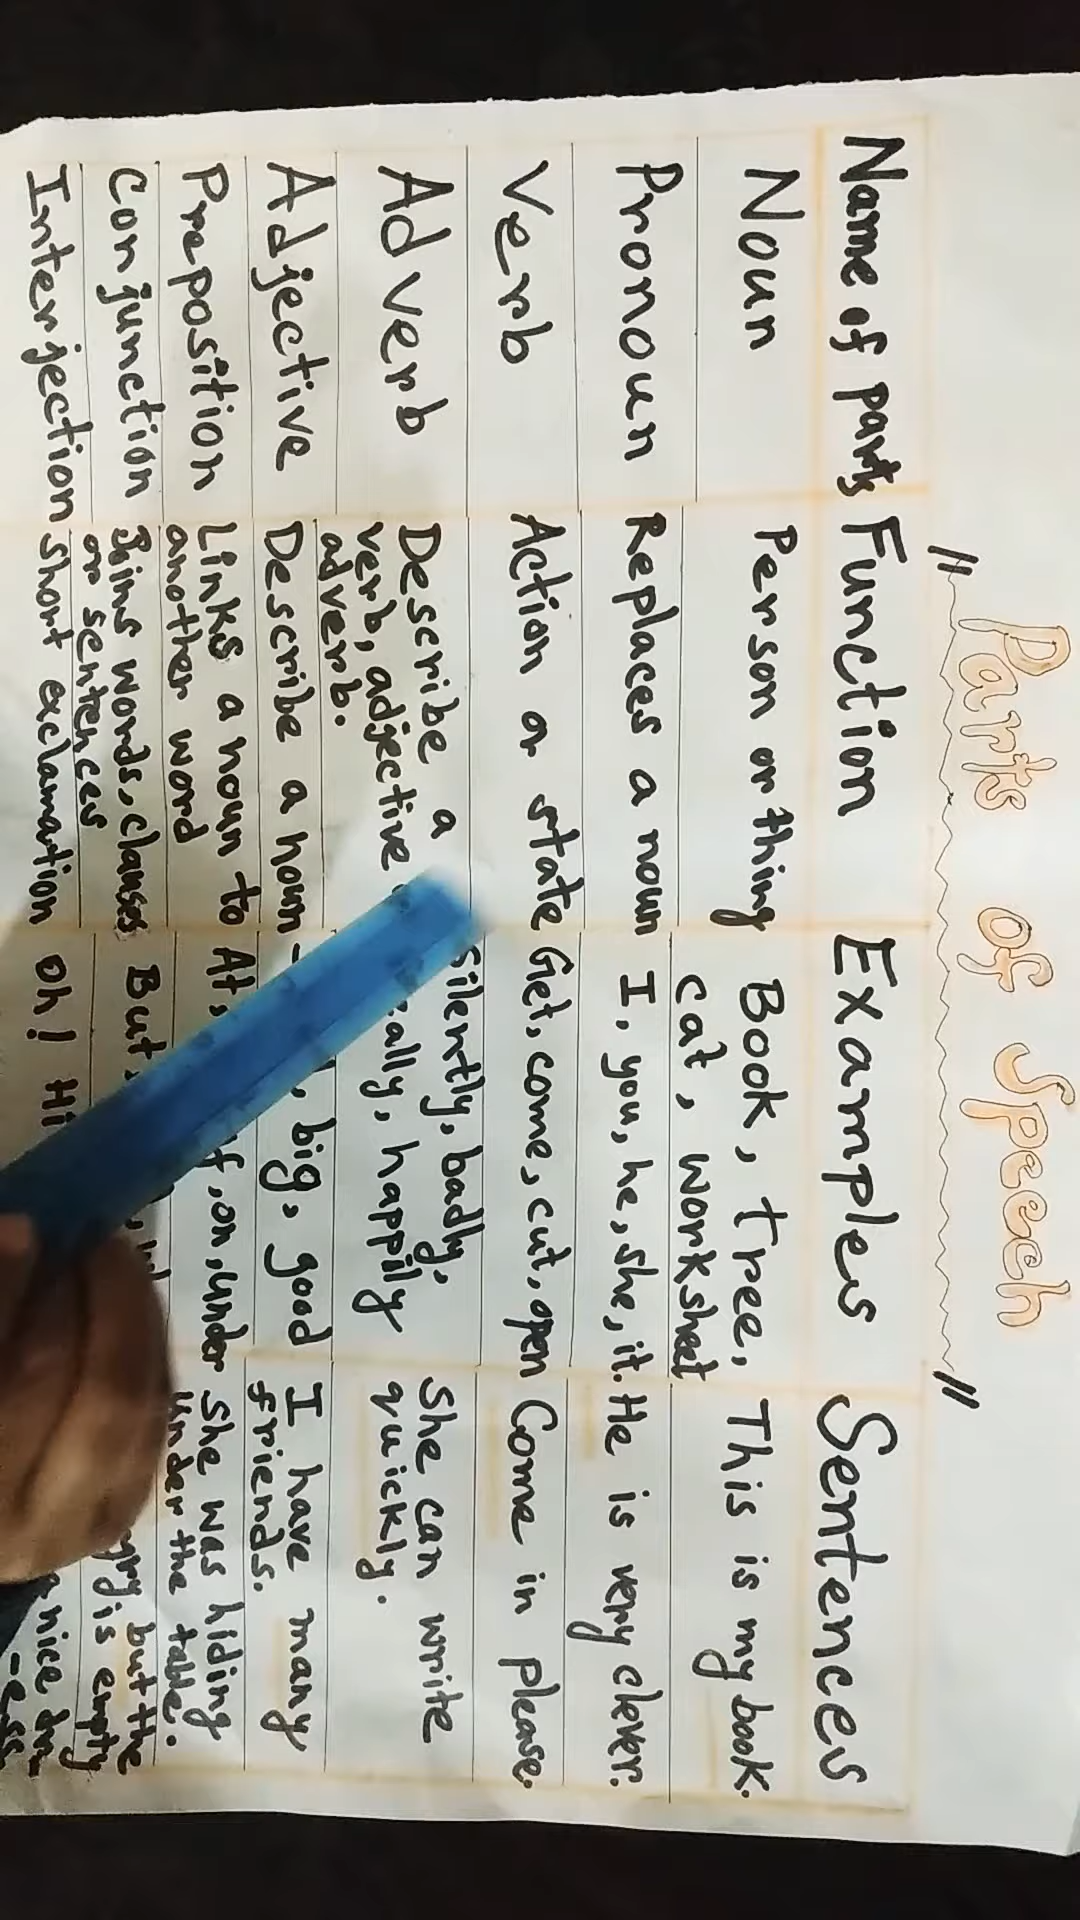 "Parts of Speech"
Name of parts Function Examples Sentences
Noun Person or thing Book, tree, This is my book.
cat, worksheet
Pronoun Replaces a noun I, you, he, she, it. He is very clever.
Verb Action or state Get, come, cut, open Come in please.
Adverb Describe a silently, badly, She can write
verb, adjective happily quickly.
adverb.
Adjective Describe a noun big, good I have many
friends.
Preposition Links a noun to At, on, under She was hiding
another word under the table.
Conjunction Joins words, clauses But but the
or sentences is empty
Interjection short exclamation oh! Hi nice